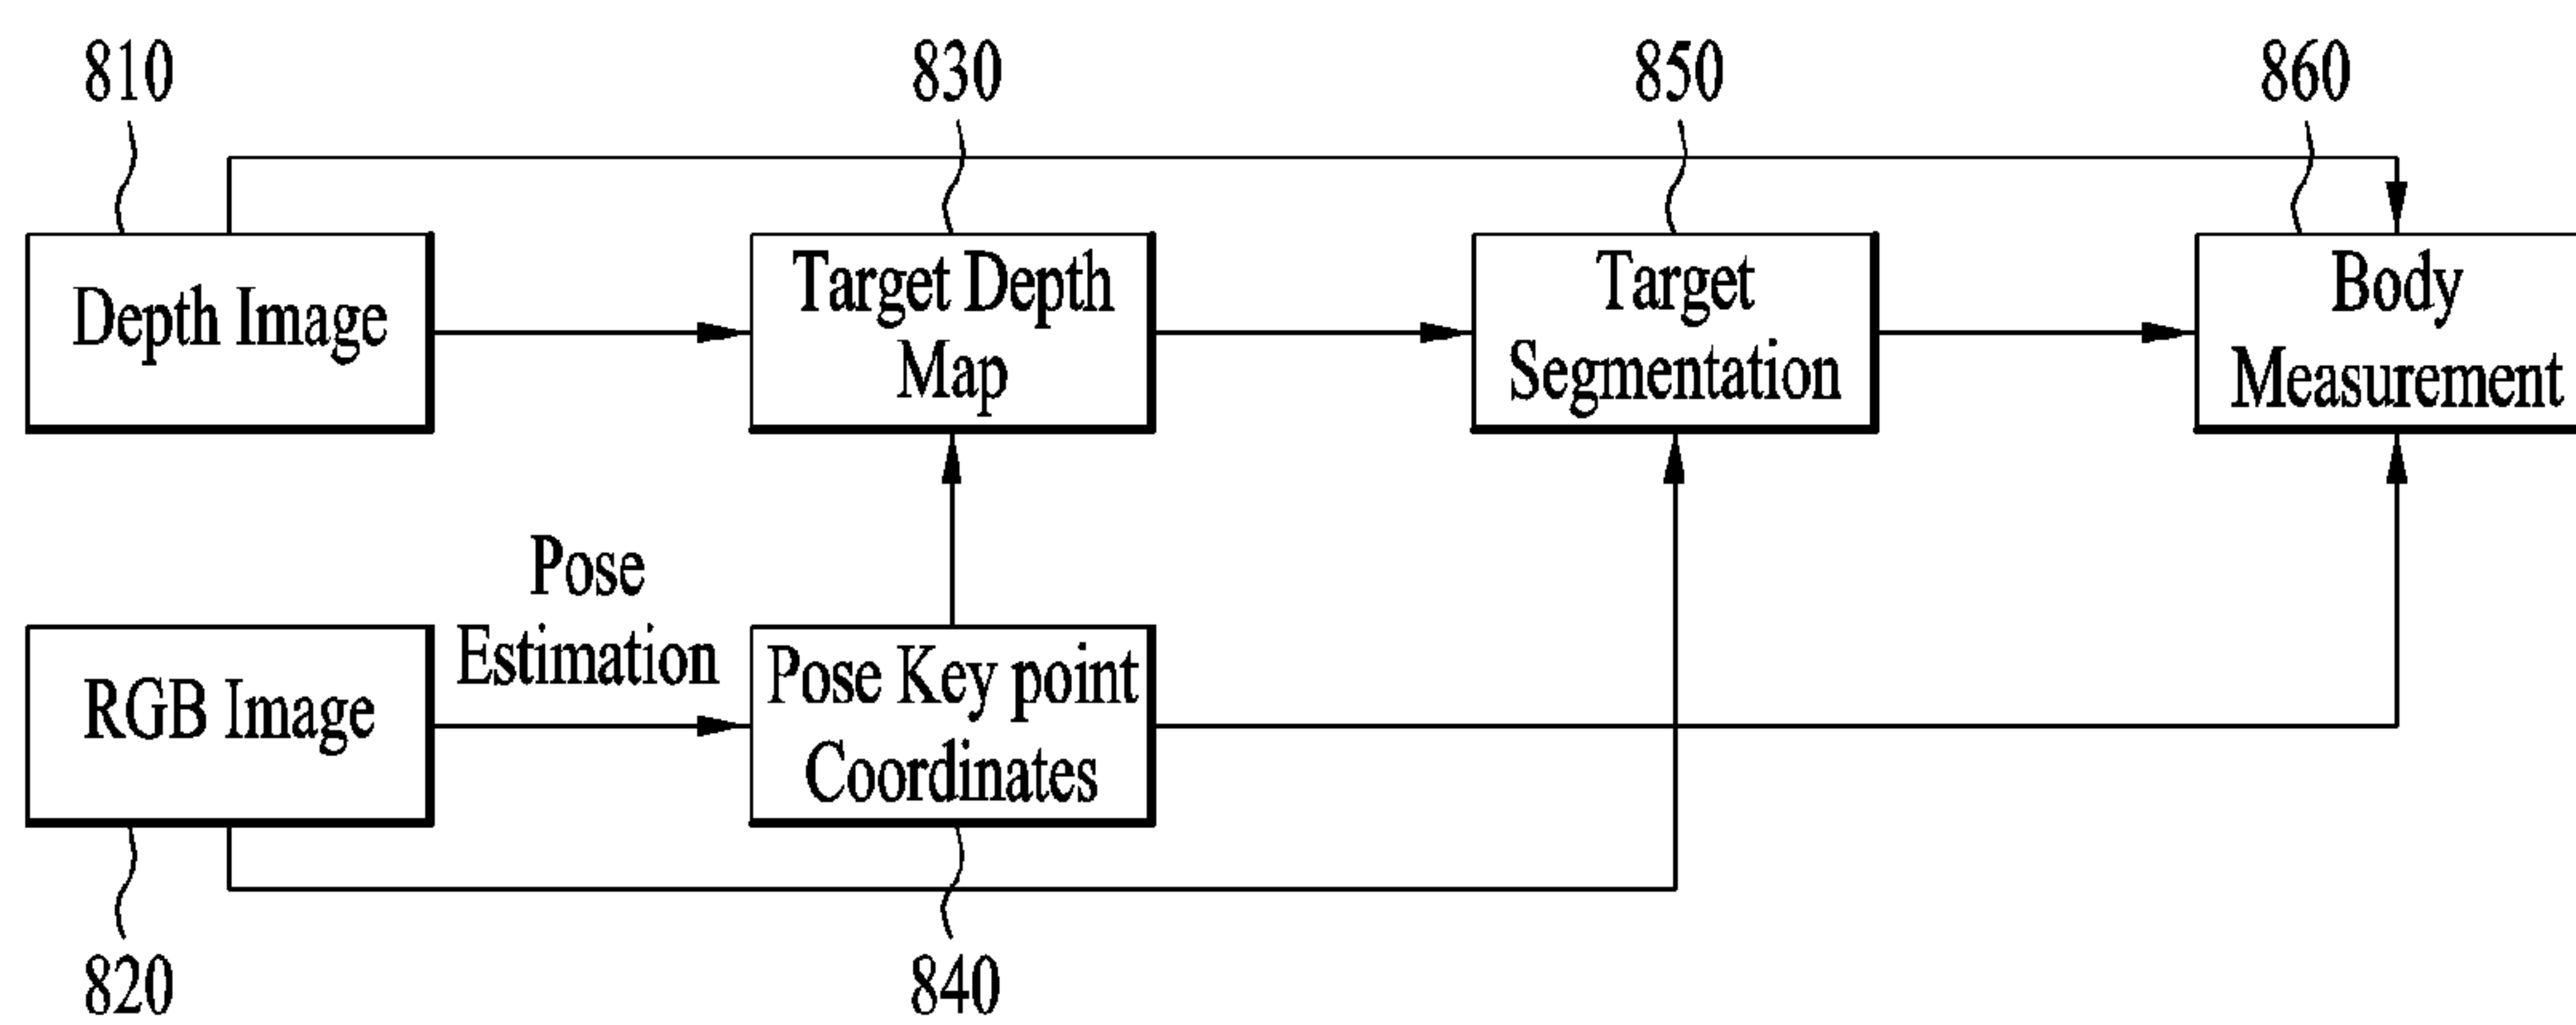 810
830
850
860
Depth Image
Target Depth
Map
Target
Segmentation
Body
Measurement
Pose
Estimation
RGB Image
Pose Key point
Coordinates
820
840